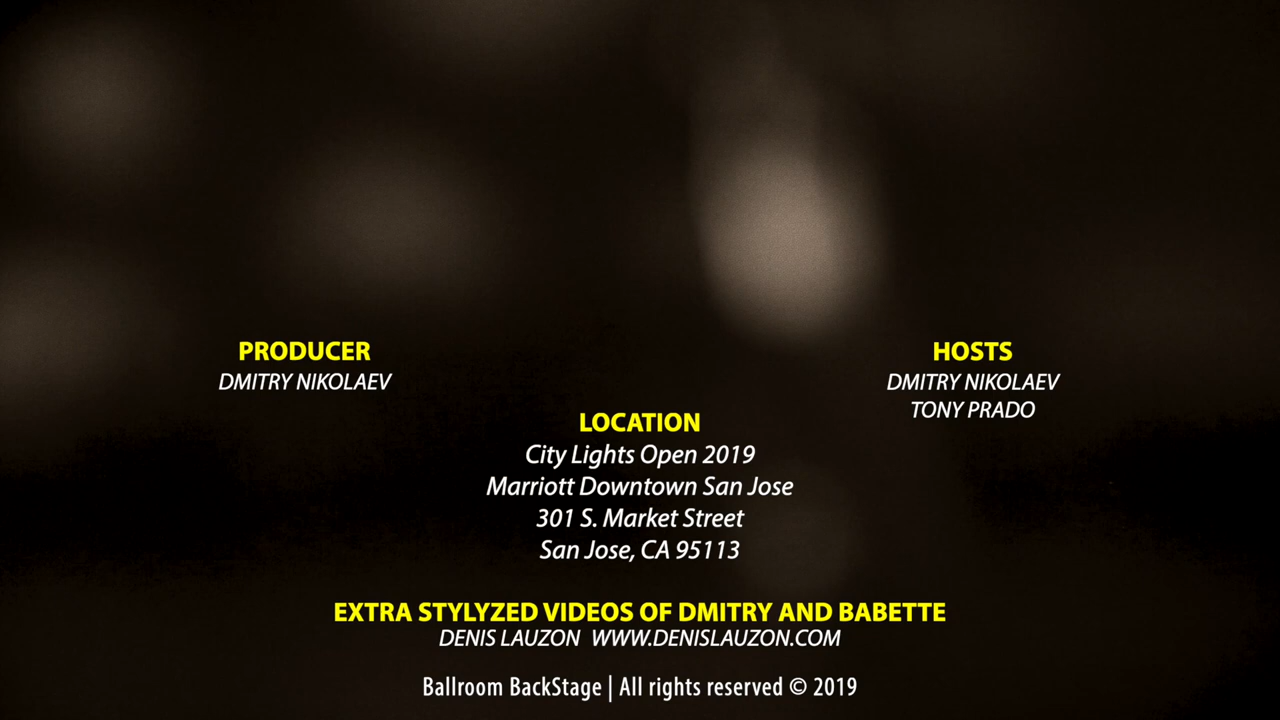 PRODUCER
DMITRY NIKOLAEV
HOSTS
DMITRY NIKOLAEV
TONY PRADO
LOCATION
City Lights Open 2019
Marriott Downtown San Jose
301 S. Market Street
San Jose, CA 95113
EXTRA STYLYZED VIDEOS OF DMITRY AND BABETTE
DENIS LAUZON WWW.DENISLAUZON.COM
Ballroom BackStage | All rights reserved © 2019